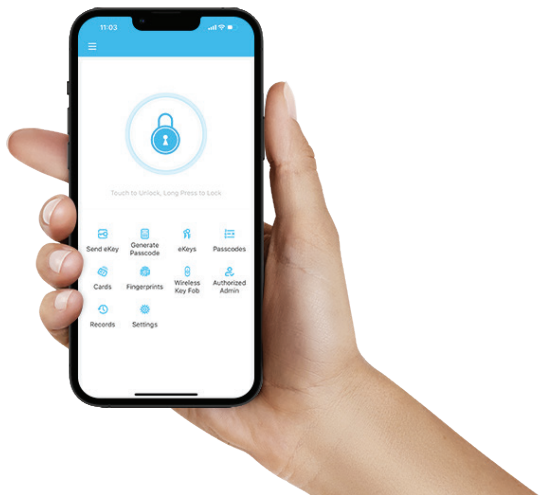 11:03
Touch to Unlock, Long Press to Lock
Send eKey
Generate
Passcode
eKeys
Passcodes
Cards
Fingerprints
Wireless
Key Fob
Authorized
Admin
Records
Settings